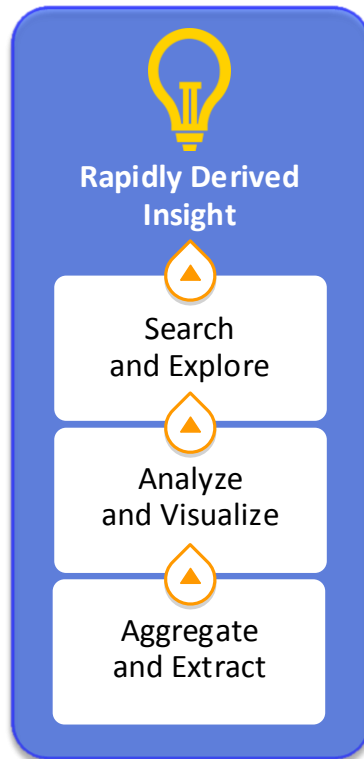 Rapidly Derived
Insight
Search
and Explore
Analyze
and Visualize
Aggregate
and Extract